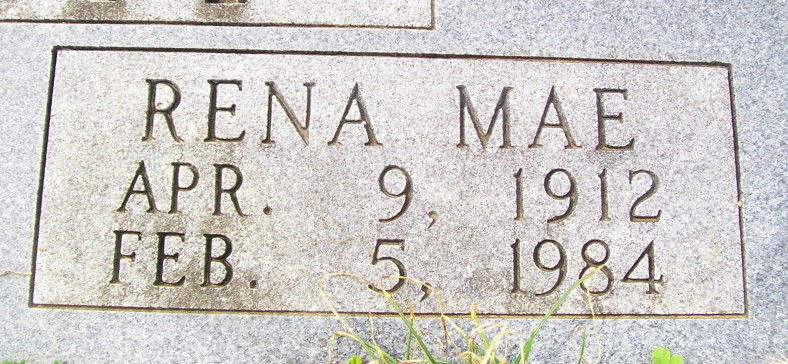 RENA MAE
APR. 9, 1912
FEB. 5, 1984